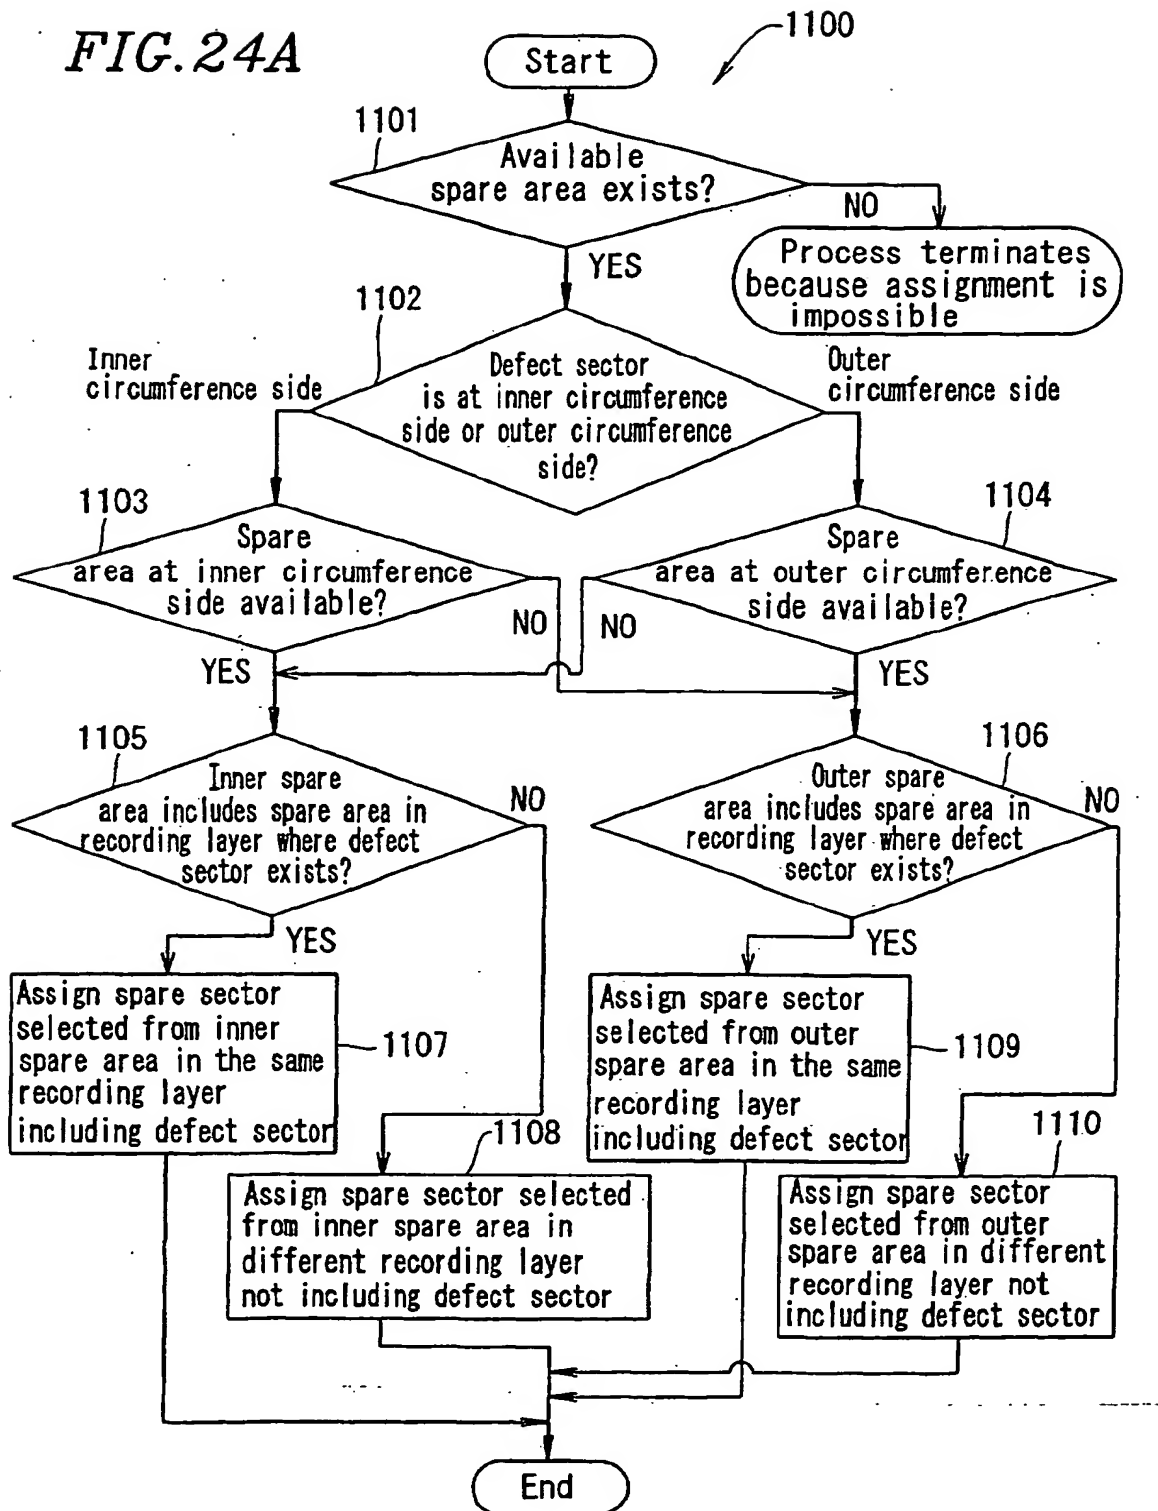 FIG.24A
1100
Start
1101
Available
spare area exists?
NO
YES
Process terminates
because assignment is
impossible
1102
Inner
circumference side
Defect sector
is at inner circumference
side or outer circumference
side?
Outer
circumference side
1103
Spare
area at inner circumference
side available?
1104
Spare
area at outer circumference
side available?
NO
NO
YES
YES
1105
Inner spare
area includes spare area in
recording layer where defect
sector exists?
NO
1106
Outer spare
area includes spare area in
recording layer where defect
sector exists?
NO
YES
YES
Assign spare sector
selected from inner
spare area in the same
recording layer
including defect sector
1107
Assign spare sector
selected from outer
spare area in the same
recording layer
including defect sector
1109
1108
Assign spare sector selected
from inner spare area in
different recording layer
not including defect sector
1110
Assign spare sector
selected from outer
spare area in different
recording layer not
including defect sector
End